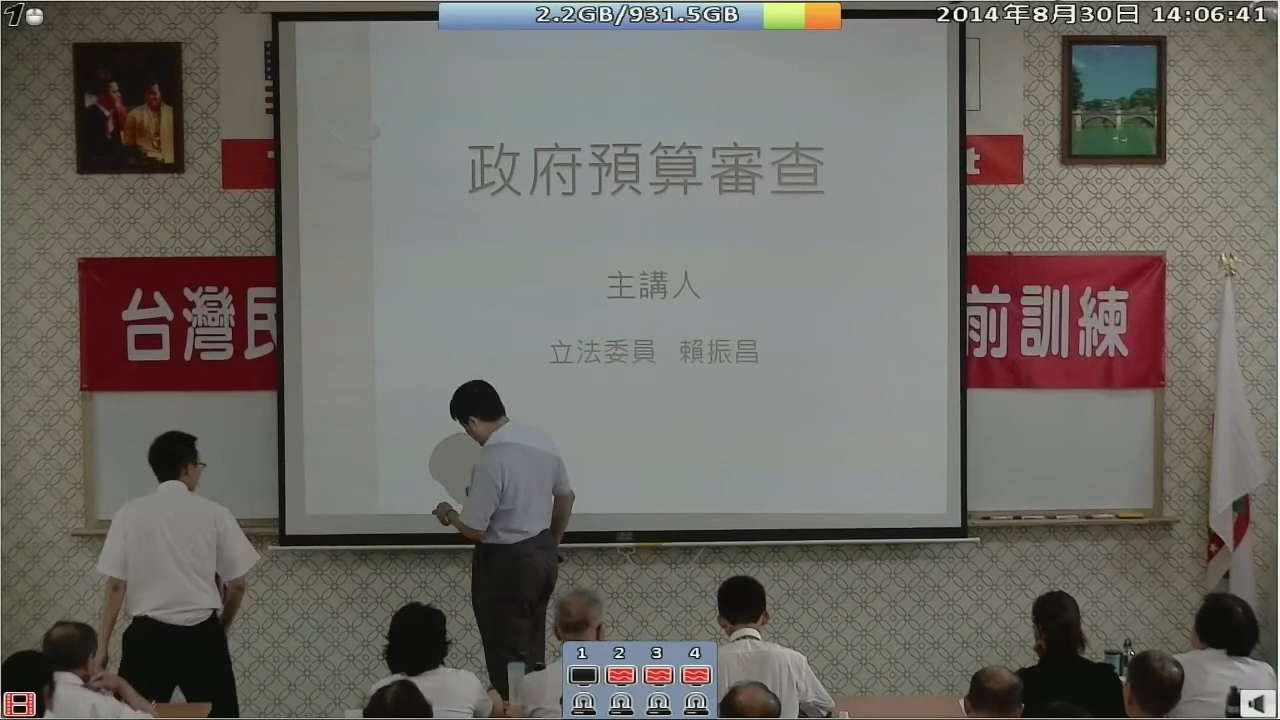 1
2.2GB/931.5GB
2014年8月30日 14:06:41
政府預算審查
t
主講人
立法委員 賴振昌
台灣民
前訓練
1 2 3 4